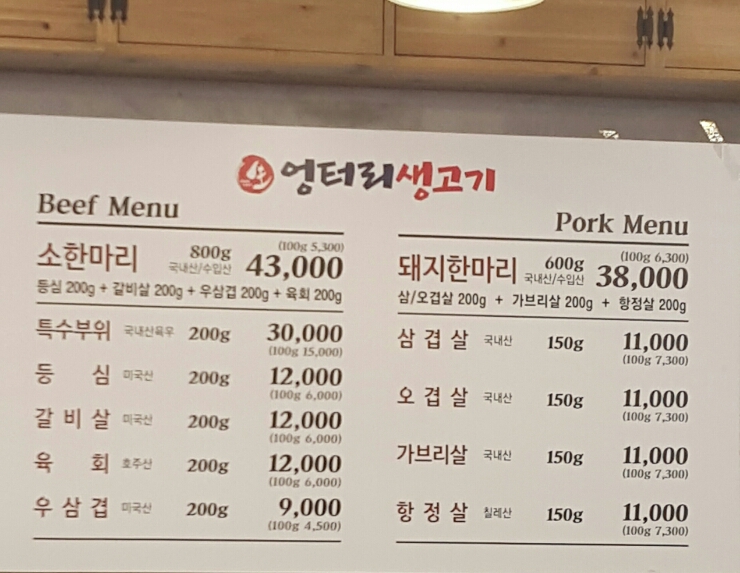 엉터리생고기
Beef Menu
소한마리 800g 국내산/수입산 (100g 5,300) 43,000
등심 200g + 갈비살 200g + 우삼겹 200g + 육회 200g
특수부위 국내산육우 200g 30,000
(100g 15,000)
등심 미국산 200g 12,000
(100g 6,000)
갈비살 미국산 200g 12,000
(100g 6,000)
육회 호주산 200g 12,000
(100g 6,000)
우삼겹 미국산 200g 9,000
(100g 4,500)
Pork Menu
돼지한마리 600g 국내산/수입산 (100g 6,300) 38,000
삼/오겹살 200g + 가브리살 200g + 항정살 200g
삼겹살 국내산 150g 11,000
(100g 7,300)
오겹살 국내산 150g 11,000
(100g 7,300)
가브리살 국내산 150g 11,000
(100g 7,300)
항정살 칠레산 150g 11,000
(100g 7,300)